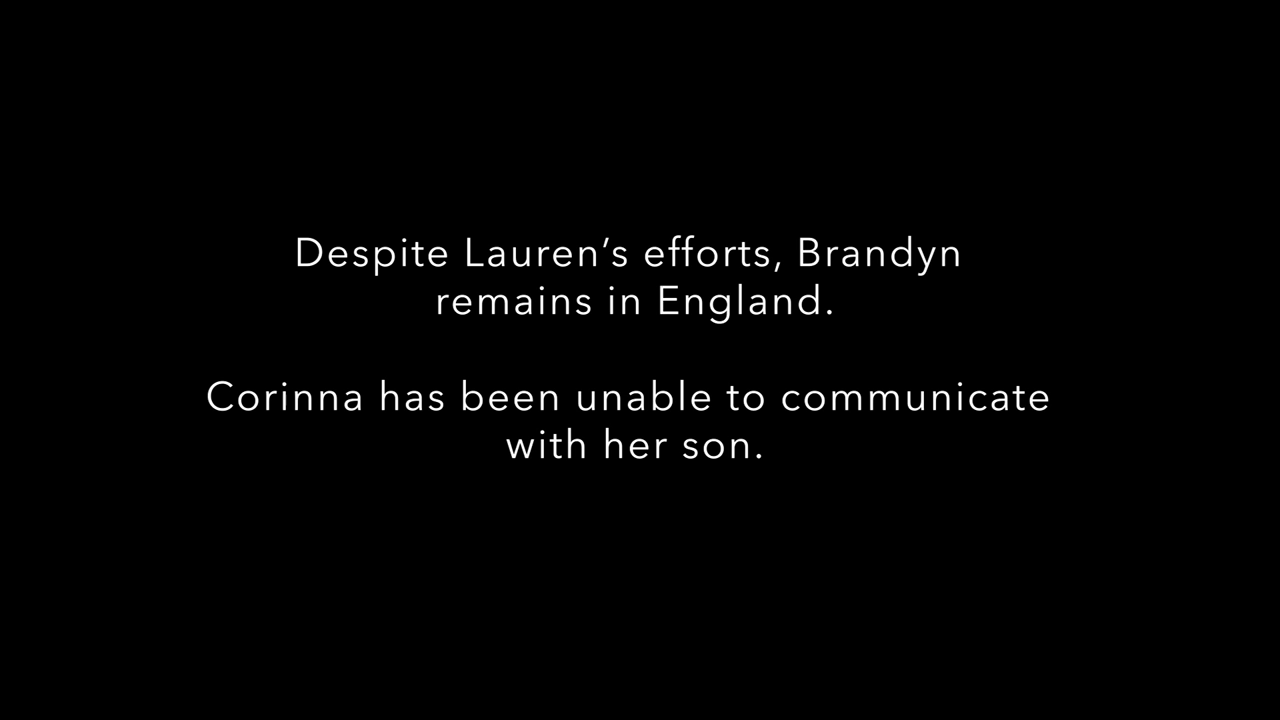 Despite Lauren’s efforts, Brandyn
remains in England.
Corinna has been unable to communicate
with her son.